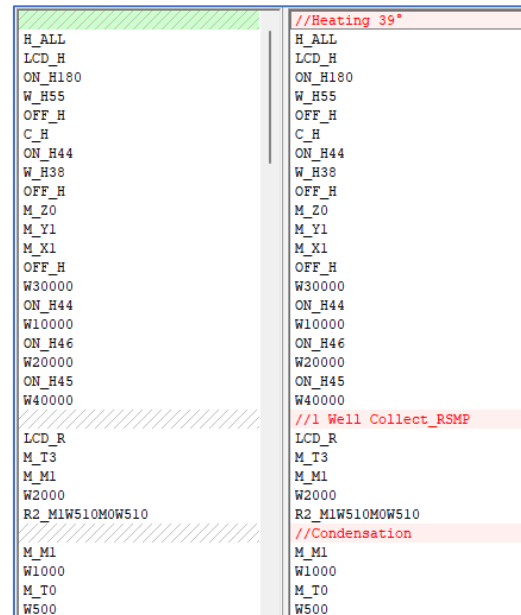 H_ALL
LCD_H
ON_H180
W_H55
OFF_H
C_H
ON_H44
W_H38
OFF_H
M_Z0
M_Y1
M_X1
OFF_H
W30000
ON_H44
W10000
ON_H46
W20000
ON_H45
W40000
LCD_R
M_T3
M_M1
W2000
R2_M1W510M0W510
M_M1
W1000
M_T0
W500
//Heating 39°
H_ALL
LCD_H
ON_H180
W_H55
OFF_H
C_H
ON_H44
W_H38
OFF_H
M_Z0
M_Y1
M_X1
OFF_H
W30000
ON_H44
W10000
ON_H46
W20000
ON_H45
W40000
//1 Well Collect_RSMP
LCD_R
M_T3
M_M1
W2000
R2_M1W510M0W510
//Condensation
M_M1
W1000
M_T0
W500